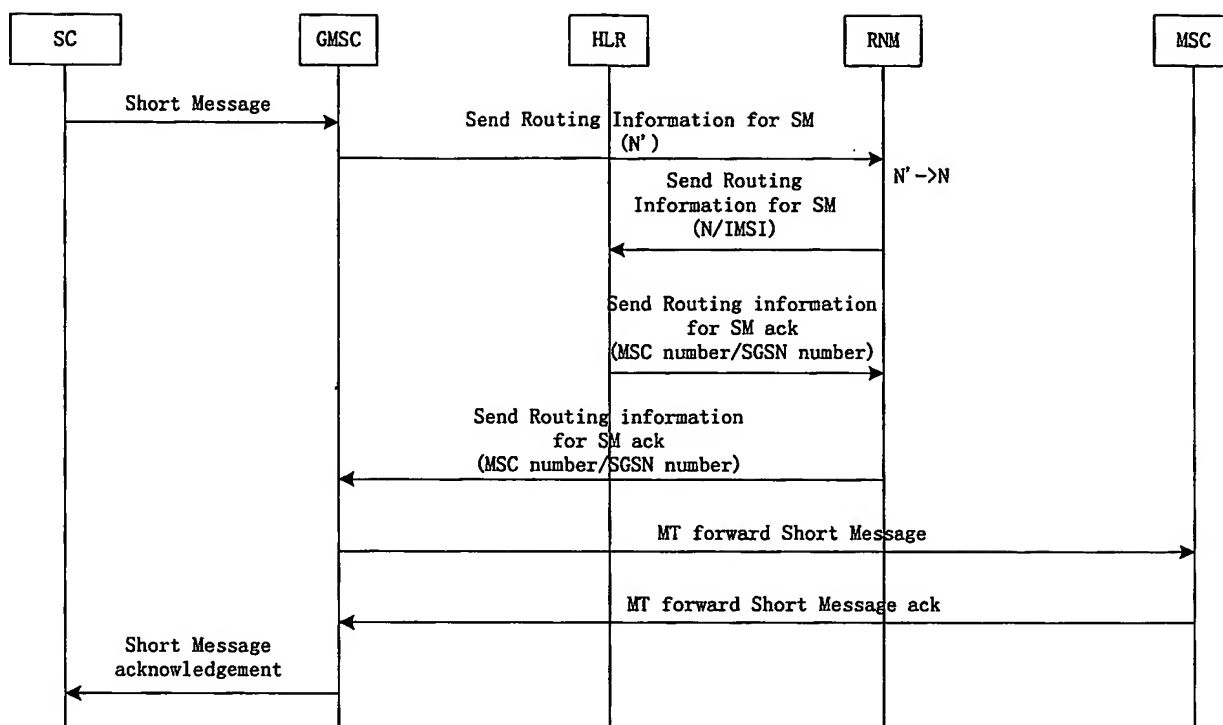 SC
GMSC
HLR
RNM
MSC
Short Message
Send Routing Information for SM
(N')
N'->N
Send Routing
Information for SM
(N/IMSI)
Send Routing information
for SM ack
(MSC number/SGSN number)
Send Routing information
for SM ack
(MSC number/SGSN number)
MT forward Short Message
MT forward Short Message ack
Short Message
acknowledgement